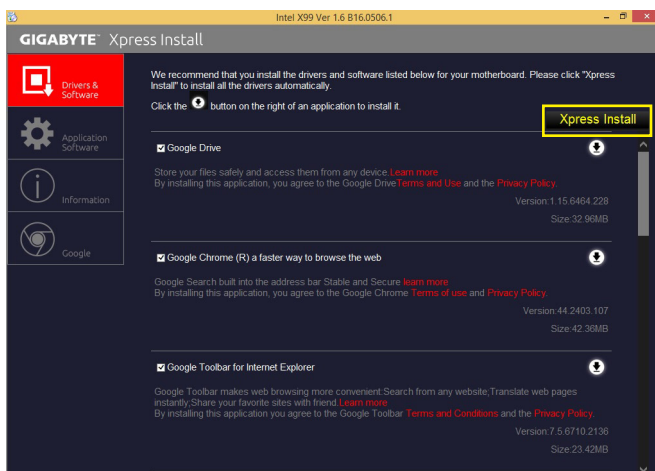 Intel X99 Ver 1.6 B16.0506.1
GIGABYTE™ Xpress Install
Drivers &
Software
Application
Software
Information
Google
We recommend that you install the drivers and software listed below for your motherboard. Please click "Xpress
Install" to install all the drivers automatically.
Click the button on the right of an application to install it.
Xpress Install
Google Drive
Store your files safely and access them from any device.Learn more
By installing this application, you agree to the Google DriveTerms and Use and the Privacy Policy.
Version:1.15.6464.228
Size:32.96MB
Google Chrome (R) a faster way to browse the web
Google Search built into the address bar Stable and Secure learn more
By installing this application, you agree to the Google Chrome Terms of use and Privacy Policy.
Version:44.2403.107
Size:42.36MB
Google Toolbar for Internet Explorer
Google Toolbar makes web browsing more convenient:Search from any website;Translate web pages
instantly;Share your favorite sites with friend.Learn more
By installing this application you agree to the Google Toolbar Terms and Conditions and the Privacy Policy.
Version:7.5.6710.2136
Size:23.42MB